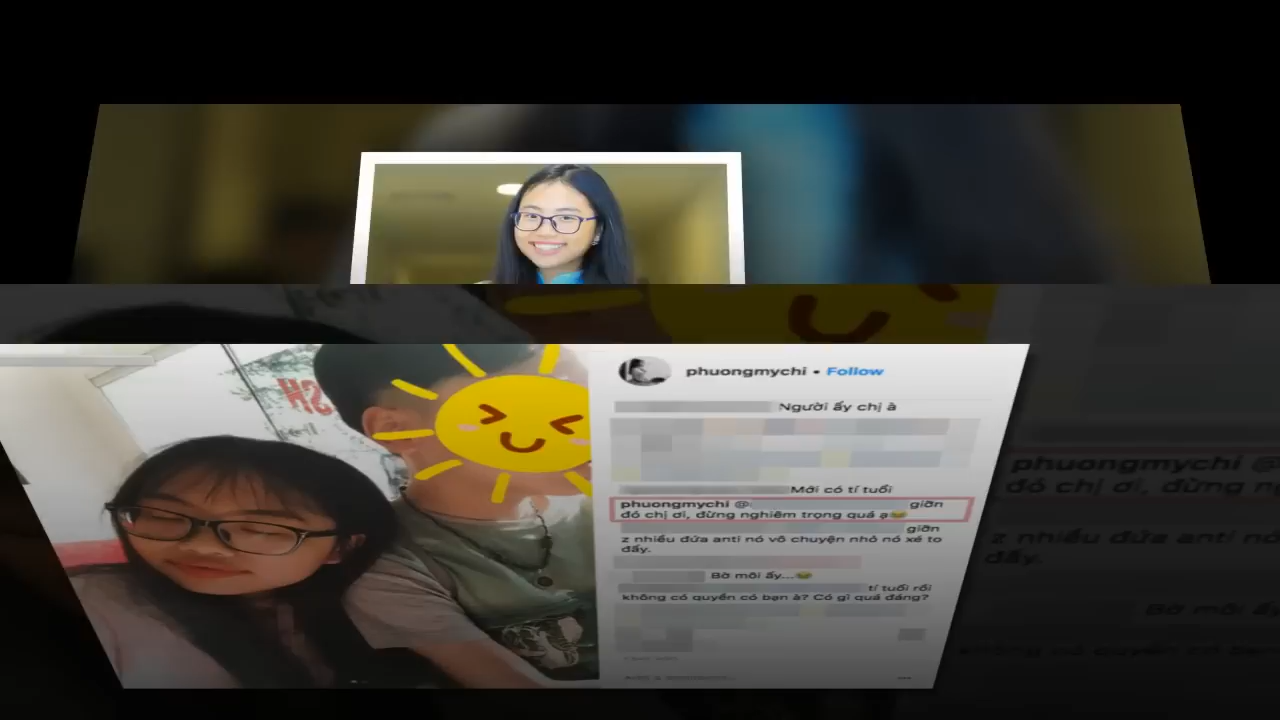 phuongmychi • Follow
Người ấy chị à
Mới có tí tuổi
phuongmychi @ giỡn
đó chị ơi, đừng nghiêm trọng quá ạ😂
giỡn
z nhiều đứa anti nó vô chuyện nhỏ nó xé to
đấy.
Bờ môi ấy...😂
tí tuổi rồi
không có quyền có bạn à? Có gì quá đáng?
phuongmychi @
đó chị ơi, đừng n
z nhiều đứa anti nó
đấy.
Bờ môi ấ